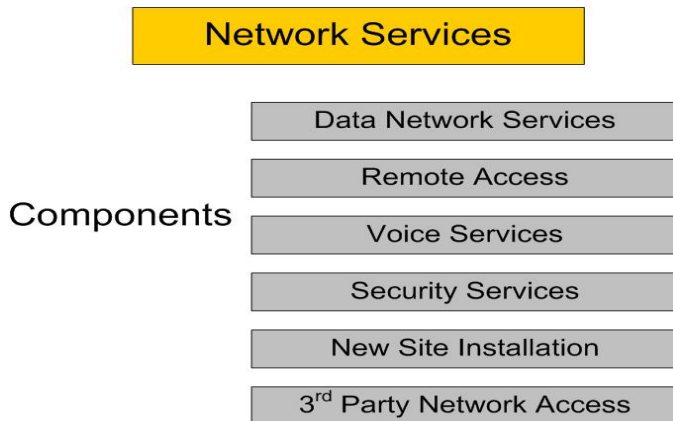 Network Services
Data Network Services
Remote Access
Components
Voice Services
Security Services
New Site Installation
3rd Party Network Access